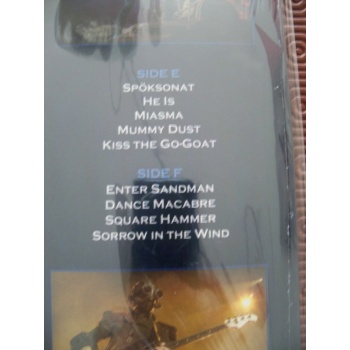 SIDE E
SPÖKSONAT
HE IS
MIASMA
MUMMY DUST
KISS THE GO-GOAT
SIDE F
ENTER SANDMAN
DANCE MACABRE
SQUARE HAMMER
SORROW IN THE WIND